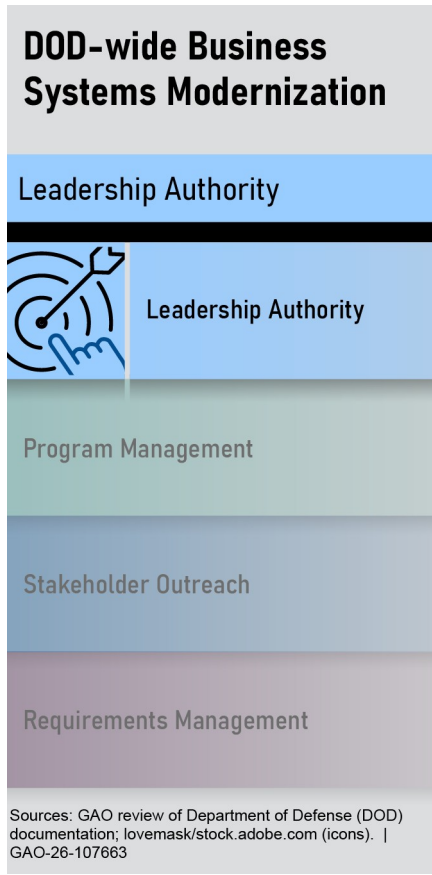 DOD-wide Business
Systems Modernization
Leadership Authority
Leadership Authority
Program Management
Stakeholder Outreach
Requirements Management
Sources: GAO review of Department of Defense (DOD)
documentation; lovemask/stock.adobe.com (icons).  |
GAO-26-107663